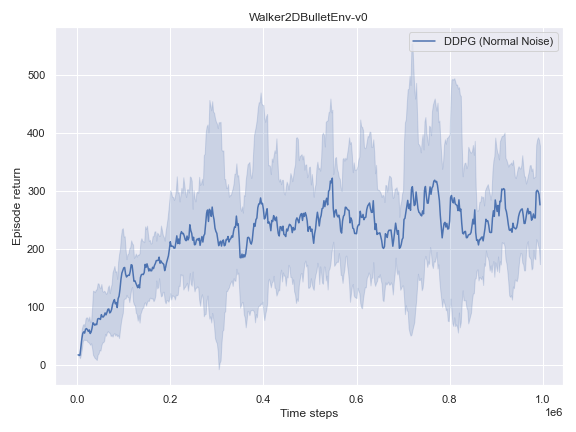 Walker2DBulletEnv-v0
DDPG (Normal Noise)
Episode return
500
400
300
200
100
0
0.0 0.2 0.4 0.6 0.8 1.0
1e6
Time steps